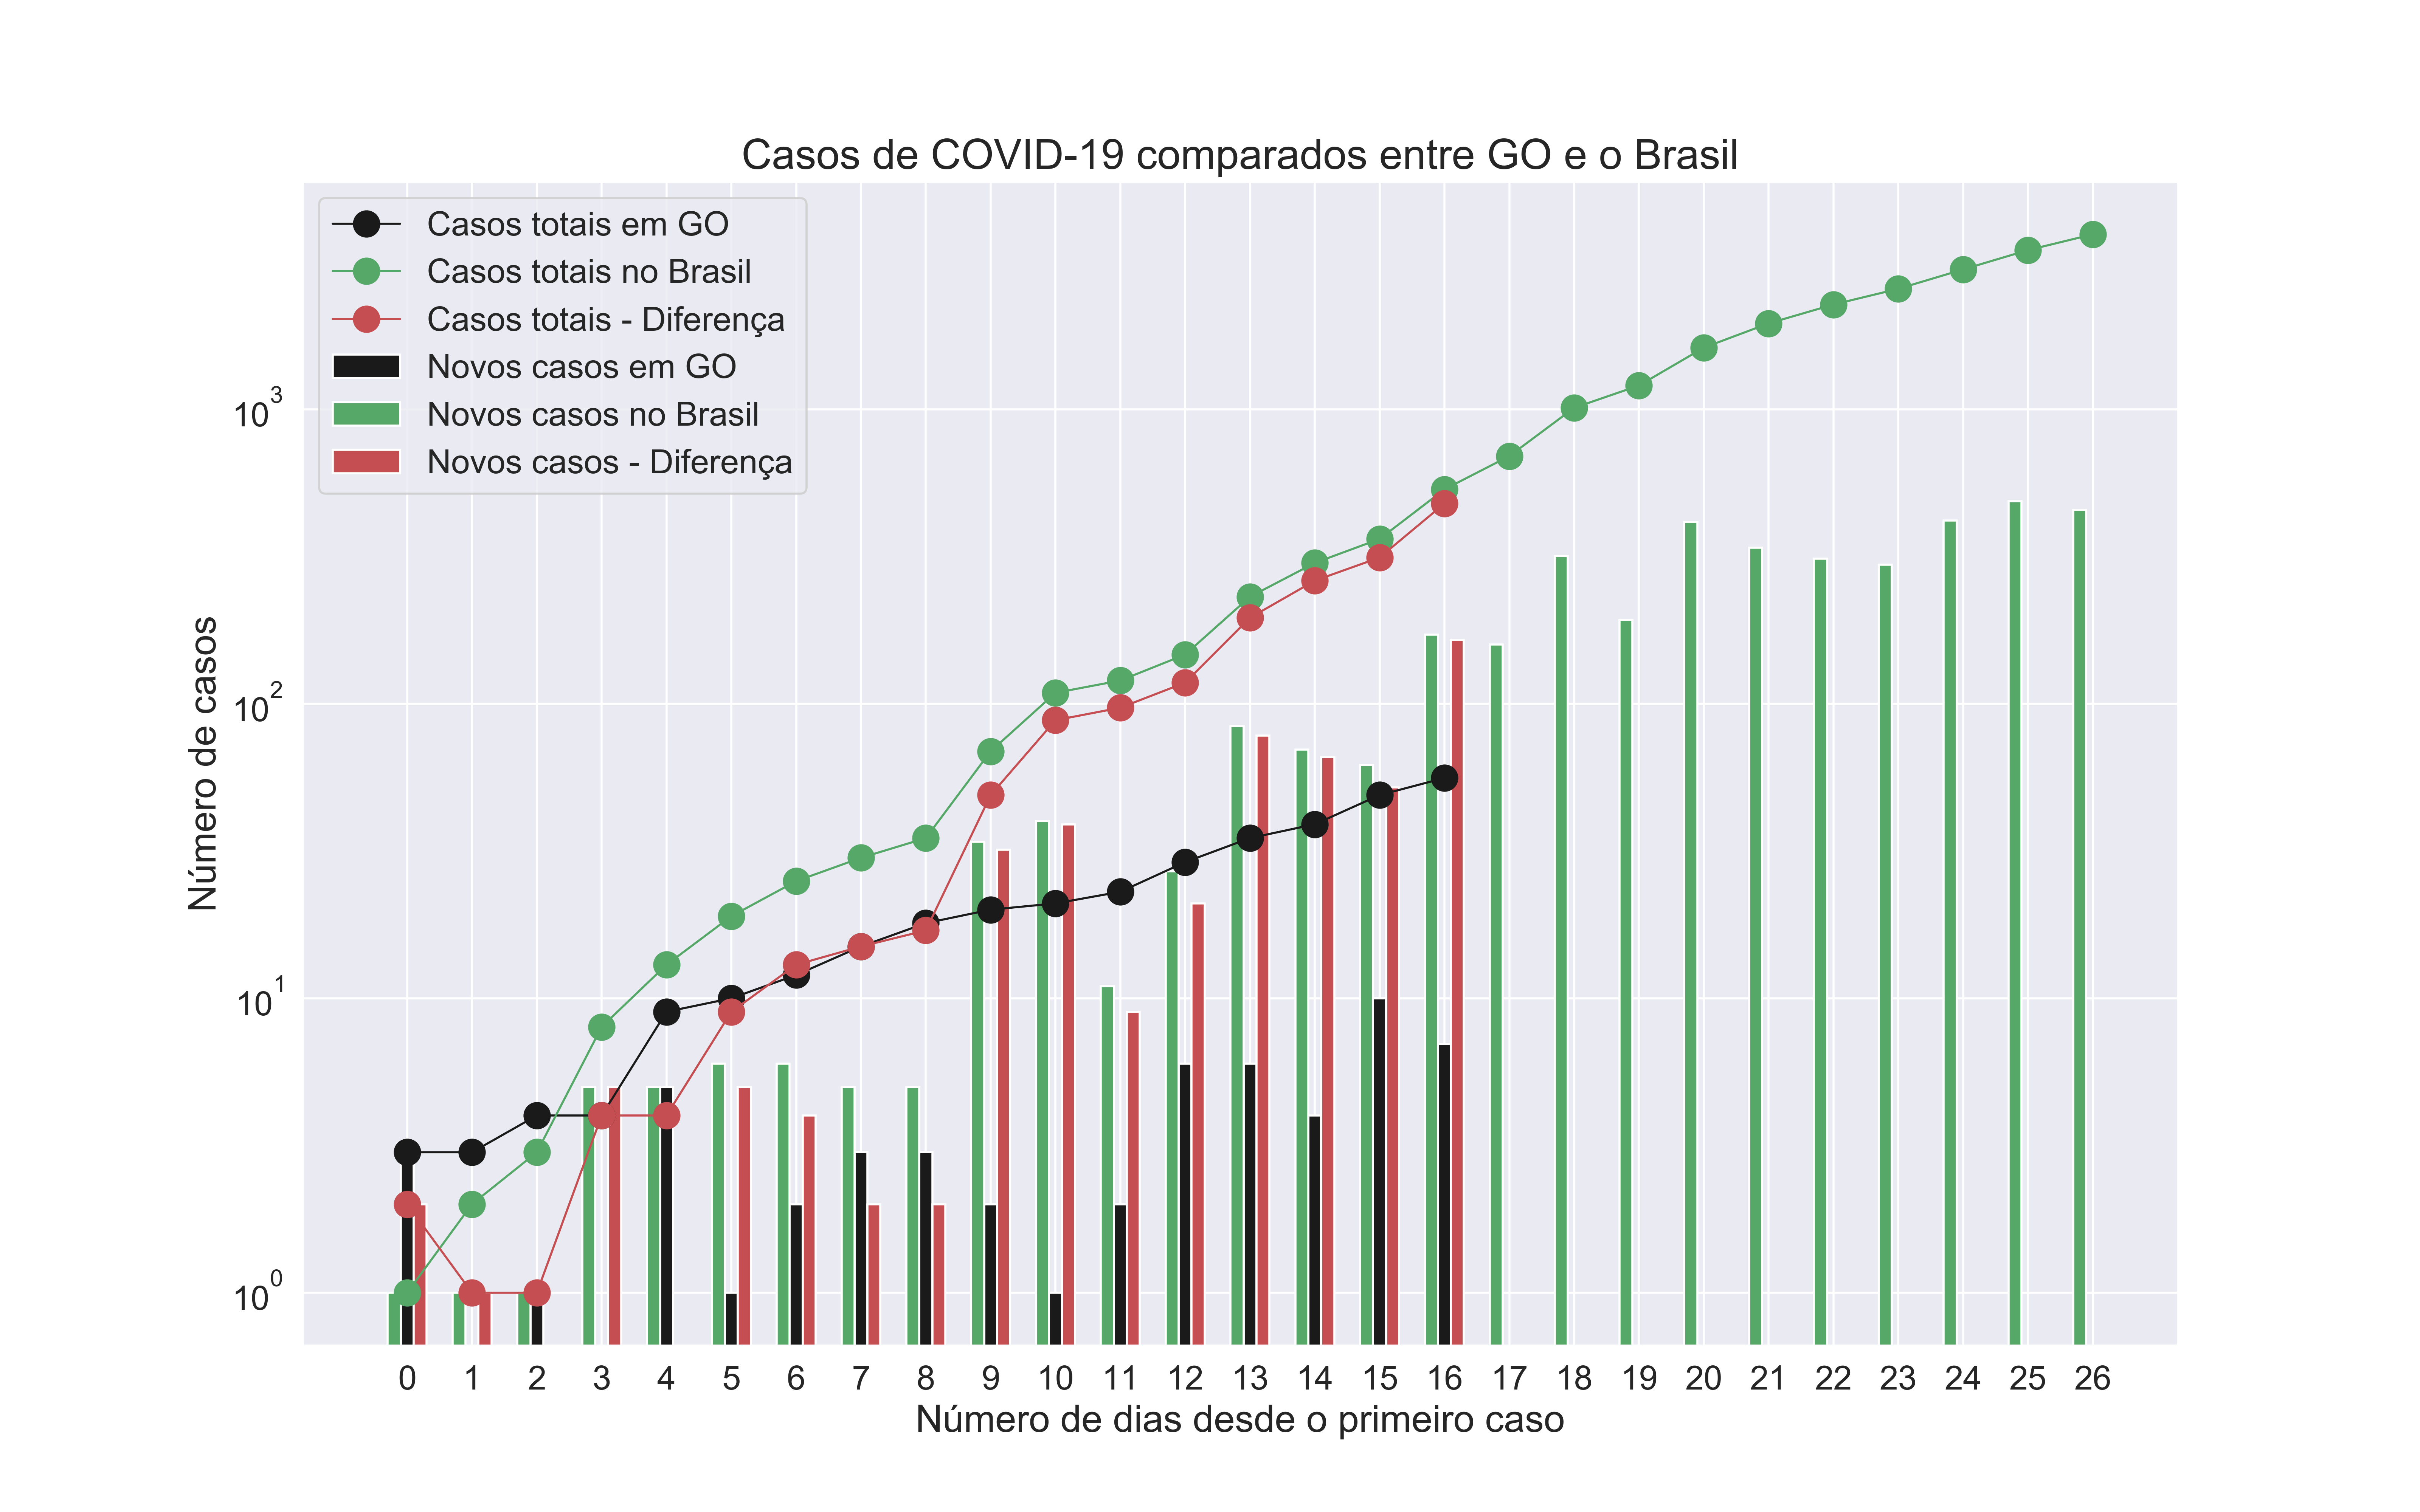 Casos de COVID-19 comparados entre GO e o Brasil
Casos totais em GO
Casos totais no Brasil
Casos totais - Diferença
Novos casos em GO
Novos casos no Brasil
Novos casos - Diferença
Número de casos
10³
10²
10¹
10⁰
0 1 2 3 4 5 6 7 8 9 10 11 12 13 14 15 16 17 18 19 20 21 22 23 24 25 26
Número de dias desde o primeiro caso